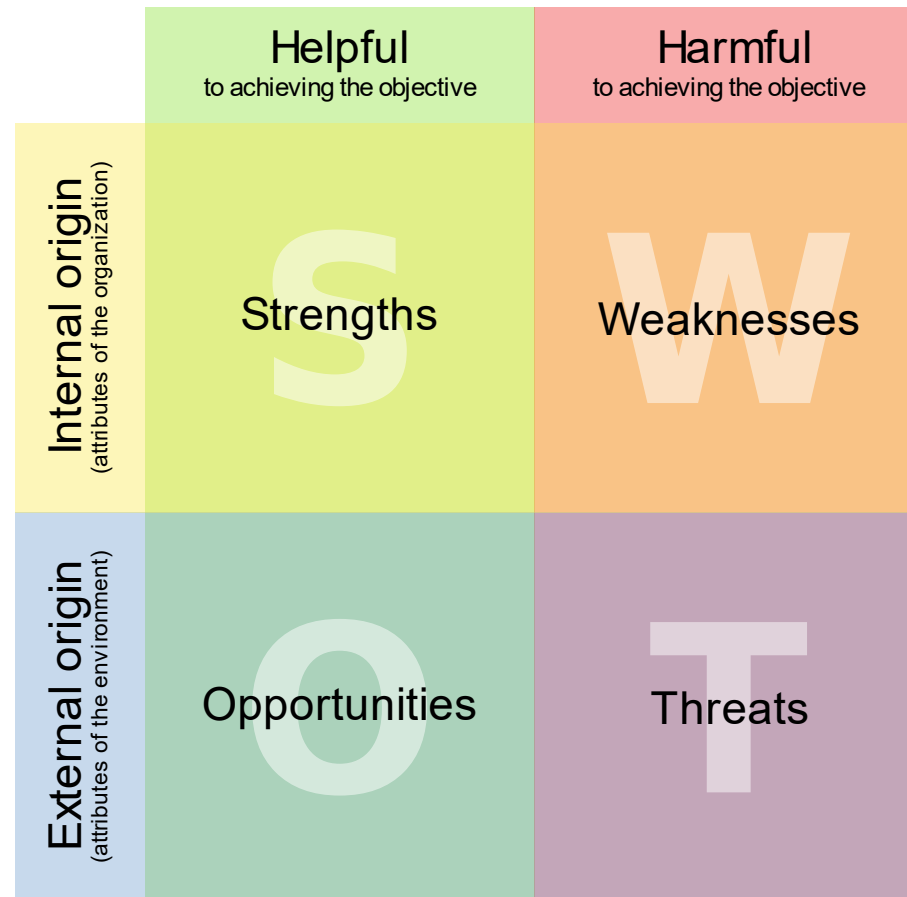 Helpful
to achieving the objective
Harmful
to achieving the objective
Internal origin
(attributes of the organization)
S
Strengths
W
Weaknesses
External origin
(attributes of the environment)
O
Opportunities
T
Threats